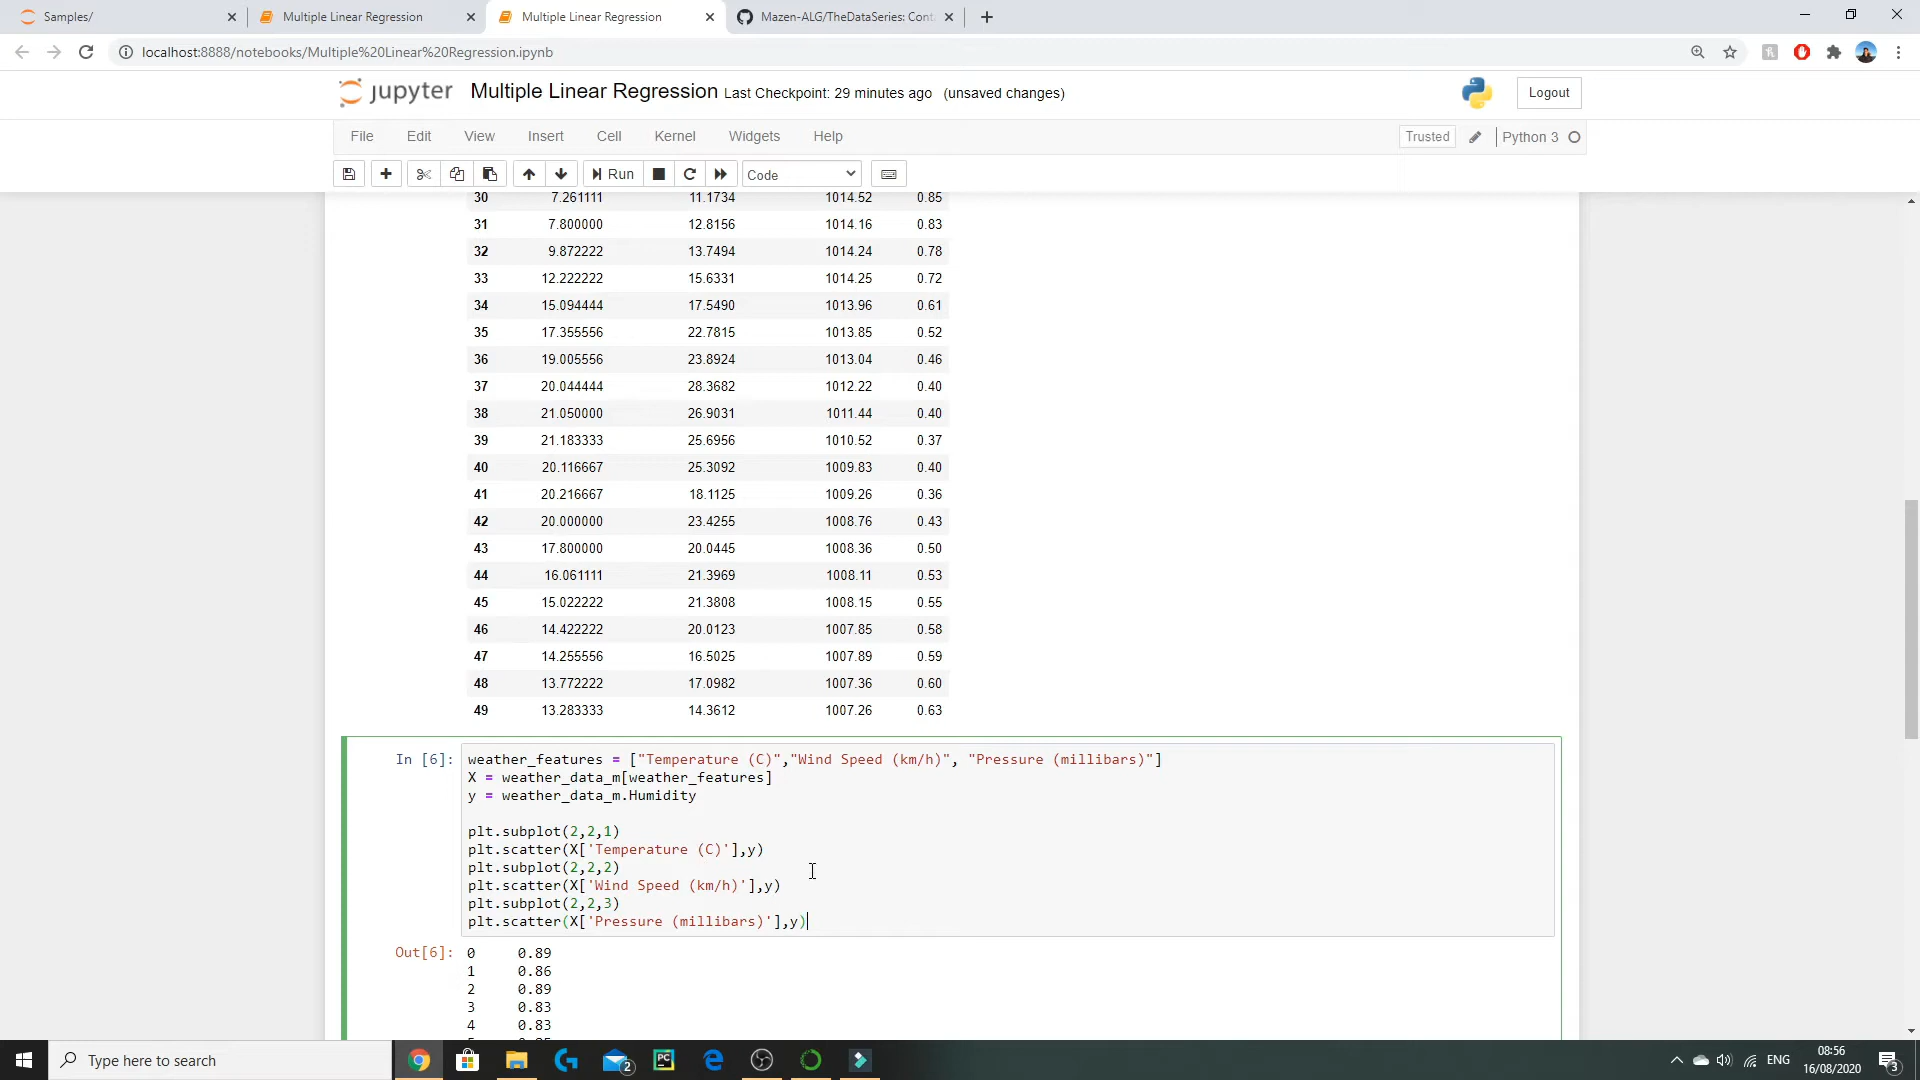 Samples/
Multiple Linear Regression
Multiple Linear Regression
Mazen-ALG/TheDataSeries: Cont
localhost:8888/notebooks/Multiple%20Linear%20Regression.ipynb
jupyter Multiple Linear Regression Last Checkpoint: 29 minutes ago (unsaved changes)
Logout
File Edit View Insert Cell Kernel Widgets Help
Trusted Python 3
Run Code
30 7.261111 11.1734 1014.52 0.85
31 7.800000 12.8156 1014.16 0.83
32 9.872222 13.7494 1014.24 0.78
33 12.222222 15.6331 1014.25 0.72
34 15.094444 17.5490 1013.96 0.61
35 17.355556 22.7815 1013.85 0.52
36 19.005556 23.8924 1013.04 0.46
37 20.044444 28.3682 1012.22 0.40
38 21.050000 26.9031 1011.44 0.40
39 21.183333 25.6956 1010.52 0.37
40 20.116667 25.3092 1009.83 0.40
41 20.216667 18.1125 1009.26 0.36
42 20.000000 23.4255 1008.76 0.43
43 17.800000 20.0445 1008.36 0.50
44 16.061111 21.3969 1008.11 0.53
45 15.022222 21.3808 1008.15 0.55
46 14.422222 20.0123 1007.85 0.58
47 14.255556 16.5025 1007.89 0.59
48 13.772222 17.0982 1007.36 0.60
49 13.283333 14.3612 1007.26 0.63
In [6]: weather_features = ["Temperature (C)","Wind Speed (km/h)", "Pressure (millibars)"]
X = weather_data_m[weather_features]
y = weather_data_m.Humidity
plt.subplot(2,2,1)
plt.scatter(X['Temperature (C)'],y)
plt.subplot(2,2,2)
plt.scatter(X['Wind Speed (km/h)'],y)
plt.subplot(2,2,3)
plt.scatter(X['Pressure (millibars)'],y)
Out[6]: 0 0.89
1 0.86
2 0.89
3 0.83
4 0.83
Type here to search
PC
2
ENG
08:56
16/08/2020
3